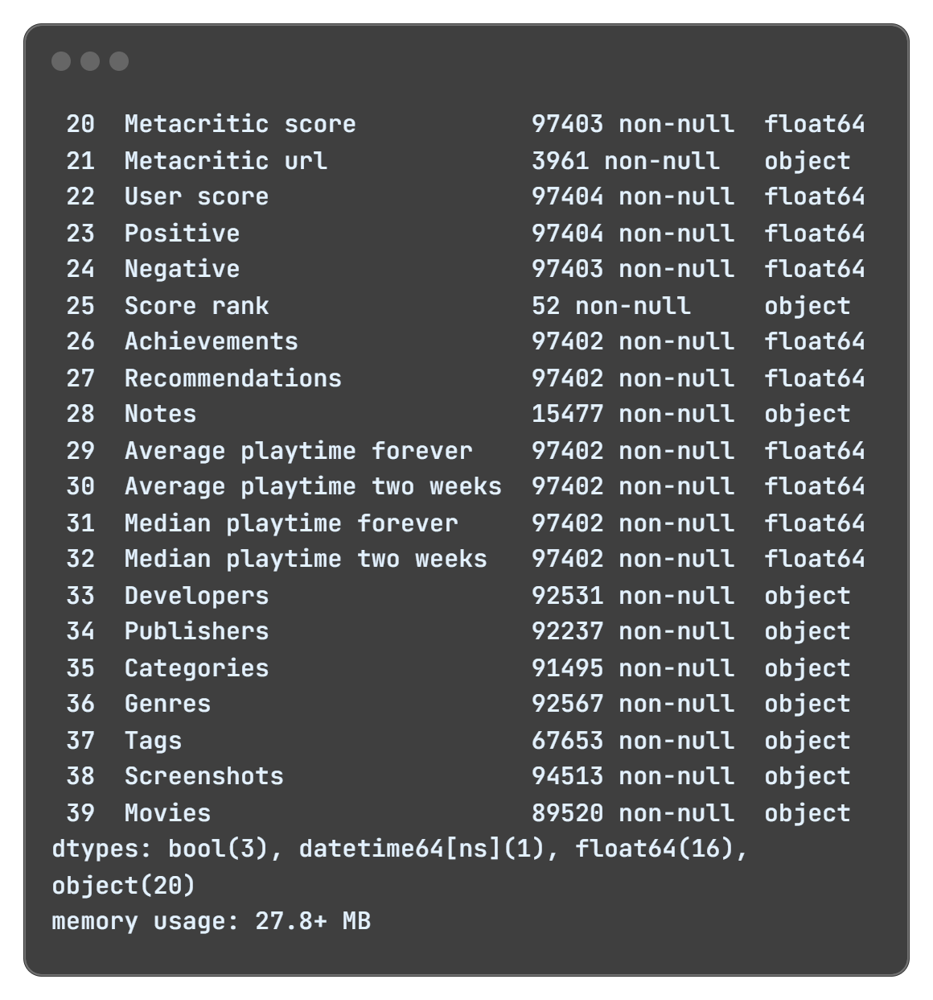 20  Metacritic score            97403 non-null  float64
21  Metacritic url              3961 non-null   object
22  User score                  97404 non-null  float64
23  Positive                    97404 non-null  float64
24  Negative                    97403 non-null  float64
25  Score rank                  52 non-null     object
26  Achievements                97402 non-null  float64
27  Recommendations             97402 non-null  float64
28  Notes                       15477 non-null  object
29  Average playtime forever    97402 non-null  float64
30  Average playtime two weeks  97402 non-null  float64
31  Median playtime forever     97402 non-null  float64
32  Median playtime two weeks   97402 non-null  float64
33  Developers                  92531 non-null  object
34  Publishers                  92237 non-null  object
35  Categories                  91495 non-null  object
36  Genres                      92567 non-null  object
37  Tags                        67653 non-null  object
38  Screenshots                 94513 non-null  object
39  Movies                      89520 non-null  object
dtypes: bool(3), datetime64[ns](1), float64(16),
object(20)
memory usage: 27.8+ MB